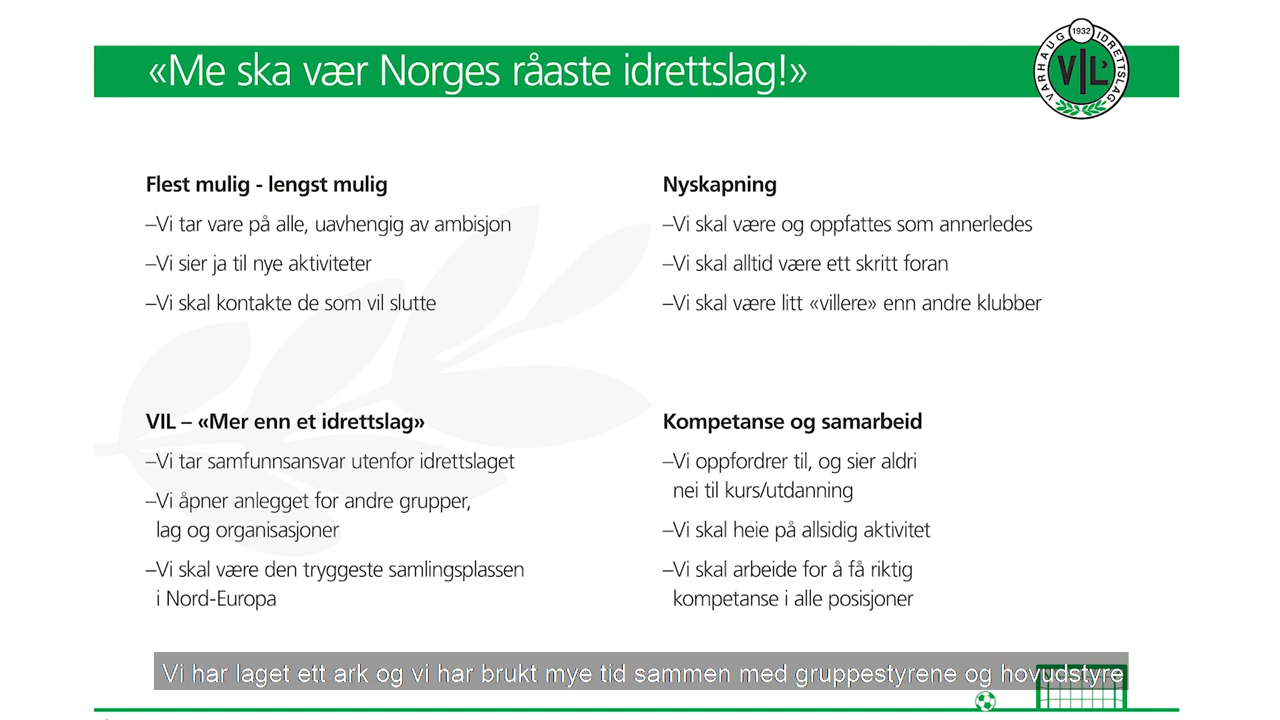 «Me ska vær Norges råaste idrettslag!»
1932
VARHAUG IDRETTSLAG
VIL
Flest mulig - lengst mulig
–Vi tar vare på alle, uavhengig av ambisjon
–Vi sier ja til nye aktiviteter
–Vi skal kontakte de som vil slutte
Nyskapning
–Vi skal være og oppfattes som annerledes
–Vi skal alltid være ett skritt foran
–Vi skal være litt «villere» enn andre klubber
VIL – «Mer enn et idrettslag»
–Vi tar samfunnsansvar utenfor idrettslaget
–Vi åpner anlegget for andre grupper,
lag og organisasjoner
–Vi skal være den tryggeste samlingsplassen
i Nord-Europa
Kompetanse og samarbeid
–Vi oppfordrer til, og sier aldri
nei til kurs/utdanning
–Vi skal heie på allsidig aktivitet
–Vi skal arbeide for å få riktig
kompetanse i alle posisjoner
Vi har laget ett ark og vi har brukt mye tid sammen med gruppestyrene og hovudstyre